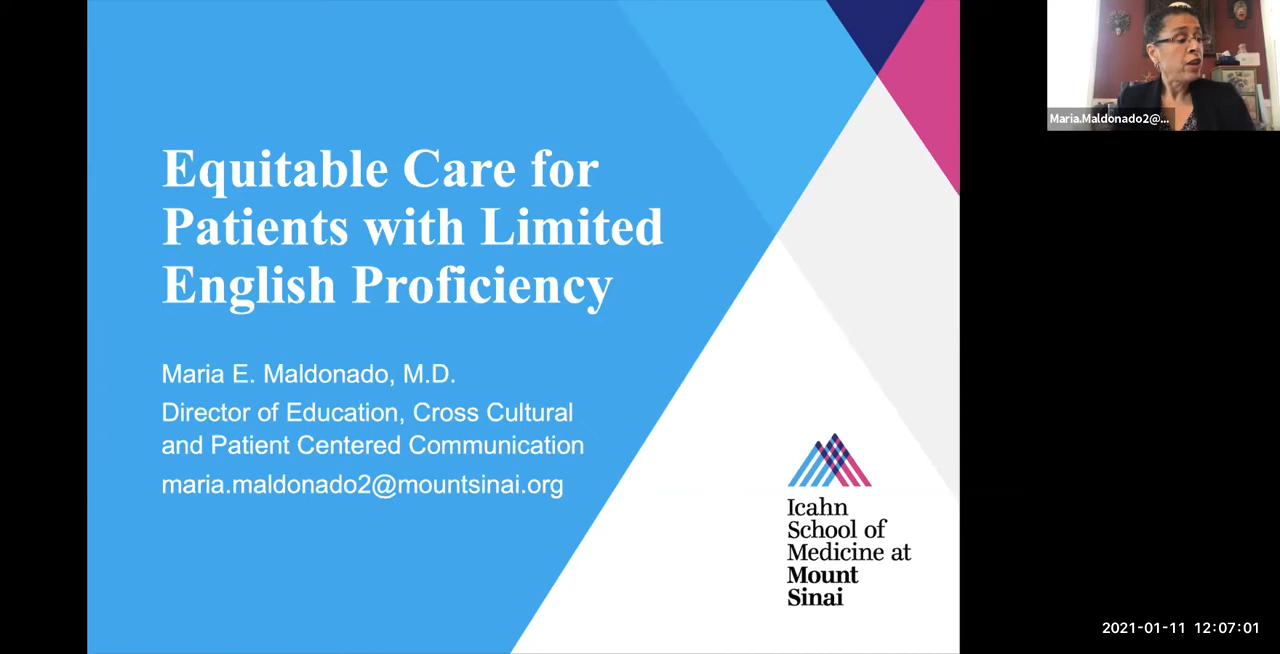 Equitable Care for
Patients with Limited
English Proficiency
Maria E. Maldonado, M.D.
Director of Education, Cross Cultural
and Patient Centered Communication
maria.maldonado2@mountsinai.org
Icahn
School of
Medicine at
Mount
Sinai
Maria.Maldonado2@...
2021-01-11 12:07:01